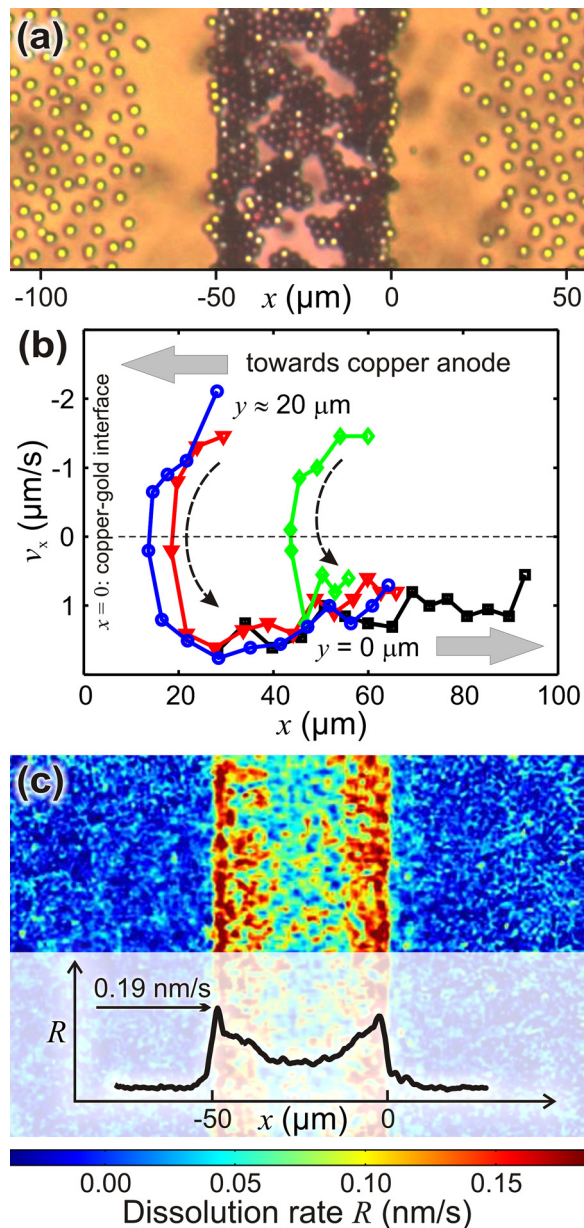 (a)
-100 -50 0 50
x (μm)
(b)
towards copper anode
y ≈ 20 μm
x = 0: copper-gold interface
-2
-1
0
1
vx (μm/s)
y = 0 μm
0 20 40 60 80 100
x (μm)
(c)
0.19 nm/s
R
-50 x (μm) 0
0.00 0.05 0.10 0.15
Dissolution rate R (nm/s)